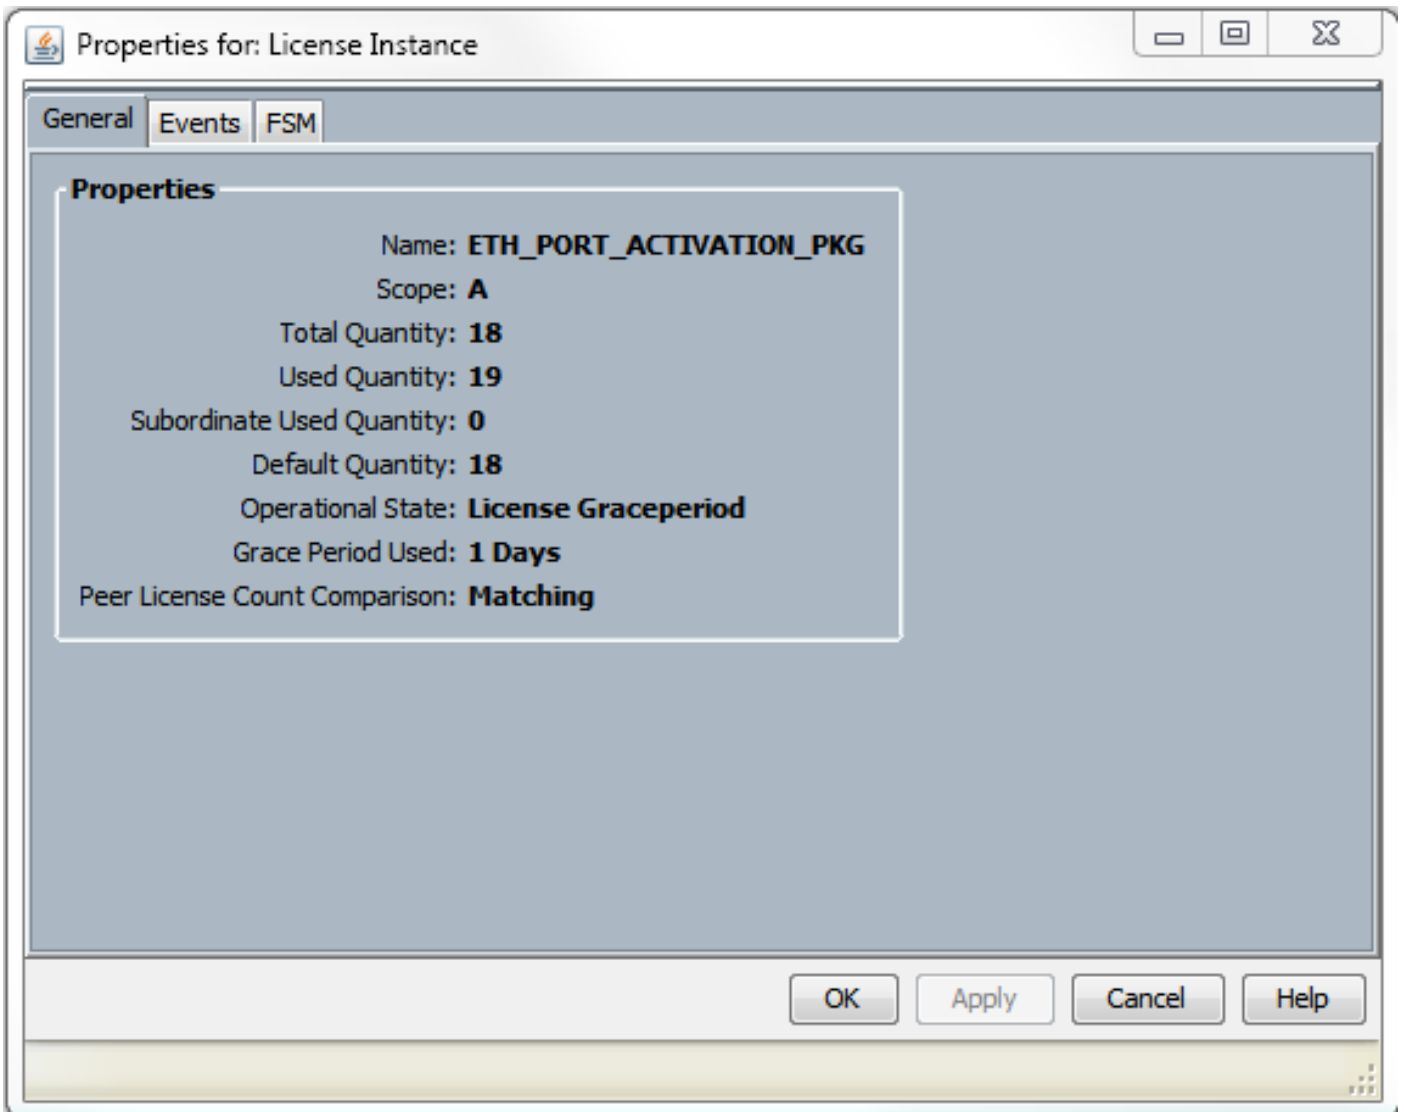 Properties for: License Instance
General Events FSM
Properties
Name: ETH_PORT_ACTIVATION_PKG
Scope: A
Total Quantity: 18
Used Quantity: 19
Subordinate Used Quantity: 0
Default Quantity: 18
Operational State: License Graceperiod
Grace Period Used: 1 Days
Peer License Count Comparison: Matching
OK Apply Cancel Help